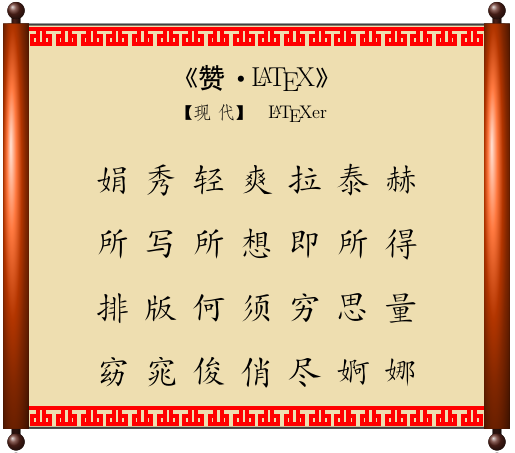 《赞·LATEX》
【现 代】 LATEXer
娟秀轻爽拉泰赫
所写所想即所得
排版何须穷思量
窈窕俊俏尽婀娜